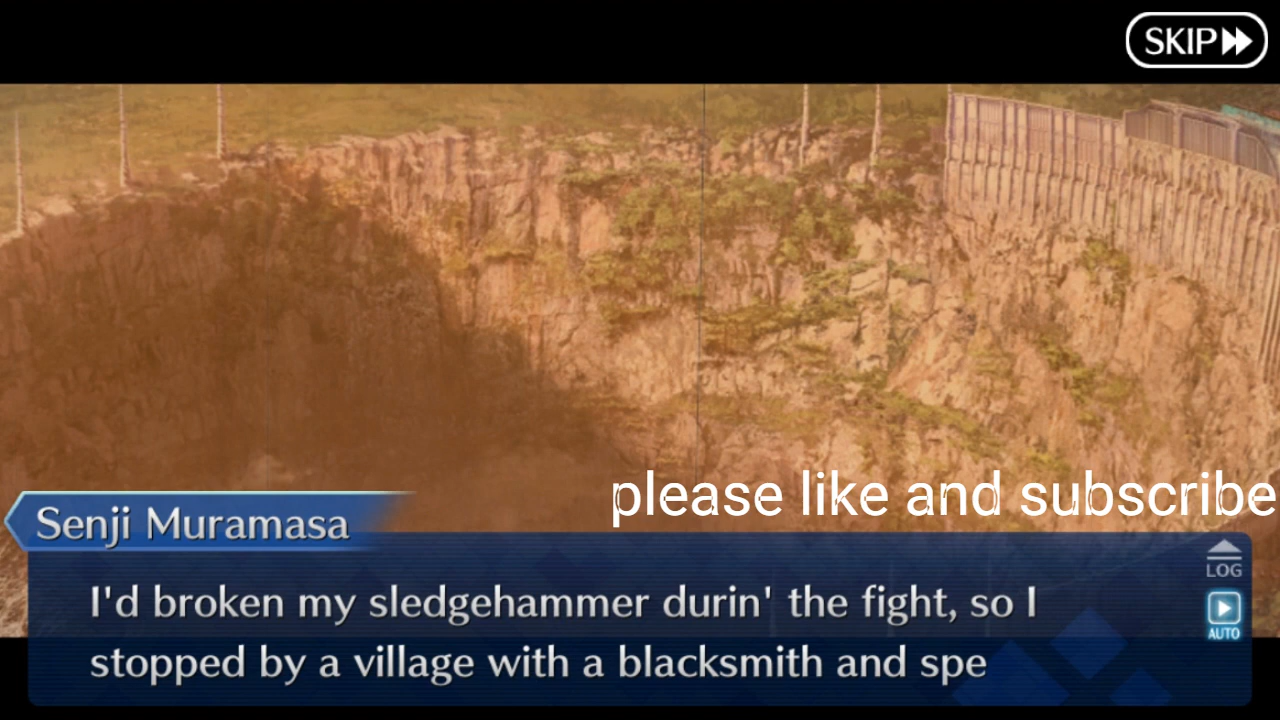 SKIP
please like and subscribe
Senji Muramasa
LOG
I'd broken my sledgehammer durin' the fight, so I
AUTO
stopped by a village with a blacksmith and spe